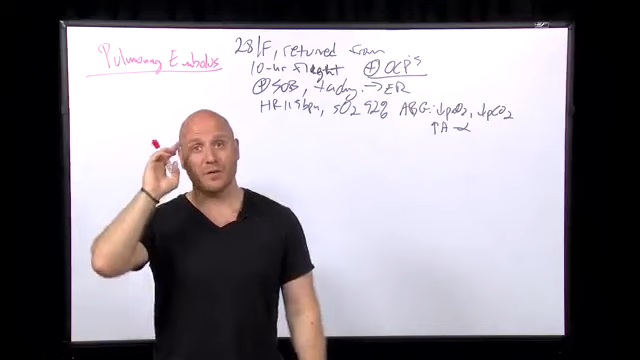 Pulmonary Embolus
28/F, returned from
10-hr flight ⊕ OCP's
⊕ SOB, tachy. → ER
HR 115bpm, sO2 92% ABG: ↓pO2, ↓pCO2
↑A-a